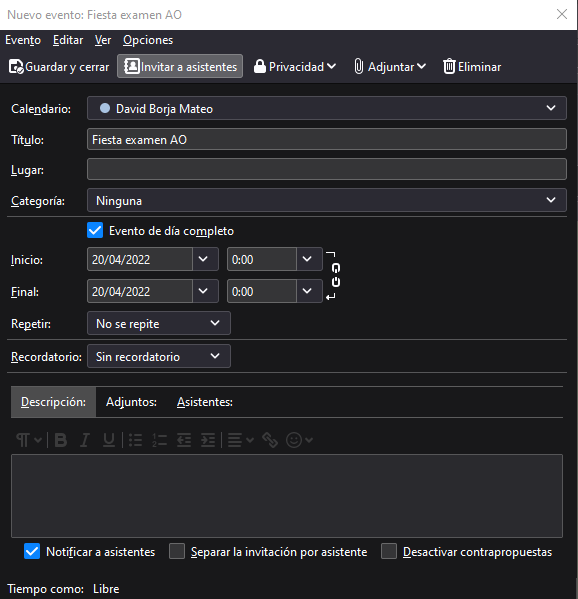 Nuevo evento: Fiesta examen AO
Evento Editar Ver Opciones
Guardar y cerrar Invitar a asistentes Privacidad Adjuntar Eliminar
Calendario: David Borja Mateo
Título: Fiesta examen AO
Lugar:
Categoría: Ninguna
Evento de día completo
Inicio: 20/04/2022 0:00
Final: 20/04/2022 0:00
Repetir: No se repite
Recordatorio: Sin recordatorio
Descripción: Adjuntos: Asistentes:
B I U
Notificar a asistentes Separar la invitación por asistente Desactivar contrapropuestas
Tiempo como: Libre